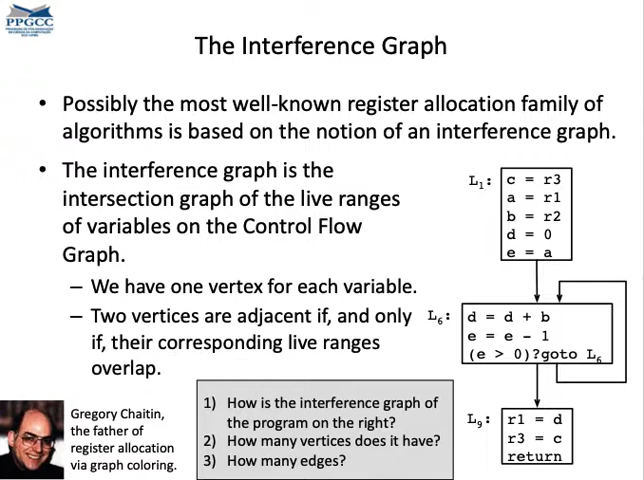 PPGCC
The Interference Graph
• Possibly the most well-known register allocation family of
algorithms is based on the notion of an interference graph.
• The interference graph is the
intersection graph of the live ranges
of variables on the Control Flow
Graph.
– We have one vertex for each variable.
– Two vertices are adjacent if, and only
if, their corresponding live ranges
overlap.
L1:
c = r3
a = r1
b = r2
d = 0
e = a
L6:
d = d + b
e = e - 1
(e > 0)?goto L6
L9:
r1 = d
r3 = c
return
Gregory Chaitin,
the father of
register allocation
via graph coloring.
1) How is the interference graph of
the program on the right?
2) How many vertices does it have?
3) How many edges?